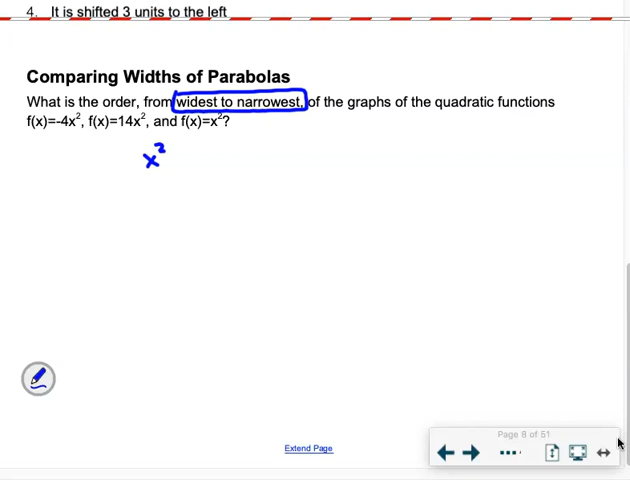 4. It is shifted 3 units to the left
Comparing Widths of Parabolas
What is the order, from widest to narrowest, of the graphs of the quadratic functions
f(x)=-4x², f(x)=14x², and f(x)=x²?
x²
Extend Page
Page 8 of 51